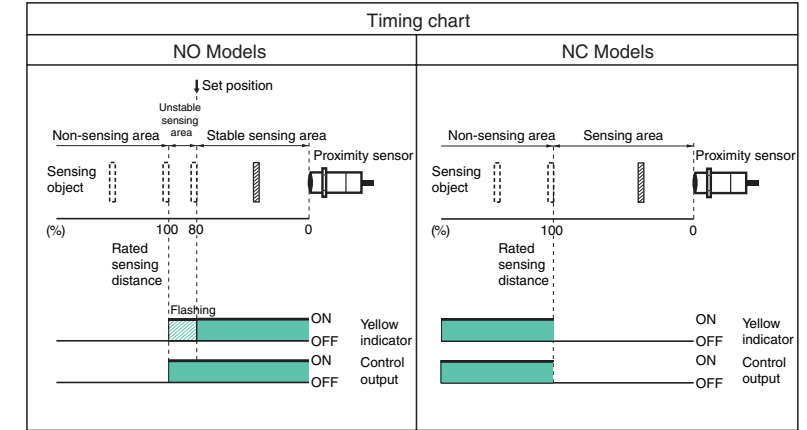 Timing chart
NO Models
NC Models
Set position
Unstable
sensing
area
Non-sensing area
Stable sensing area
Proximity sensor
Sensing
object
(%)
100
80
0
Rated
sensing
distance
Flashing
ON
OFF
Yellow
indicator
ON
OFF
Control
output
Non-sensing area
Sensing area
Proximity sensor
Sensing
object
(%)
100
0
Rated
sensing
distance
ON
OFF
Yellow
indicator
ON
OFF
Control
output